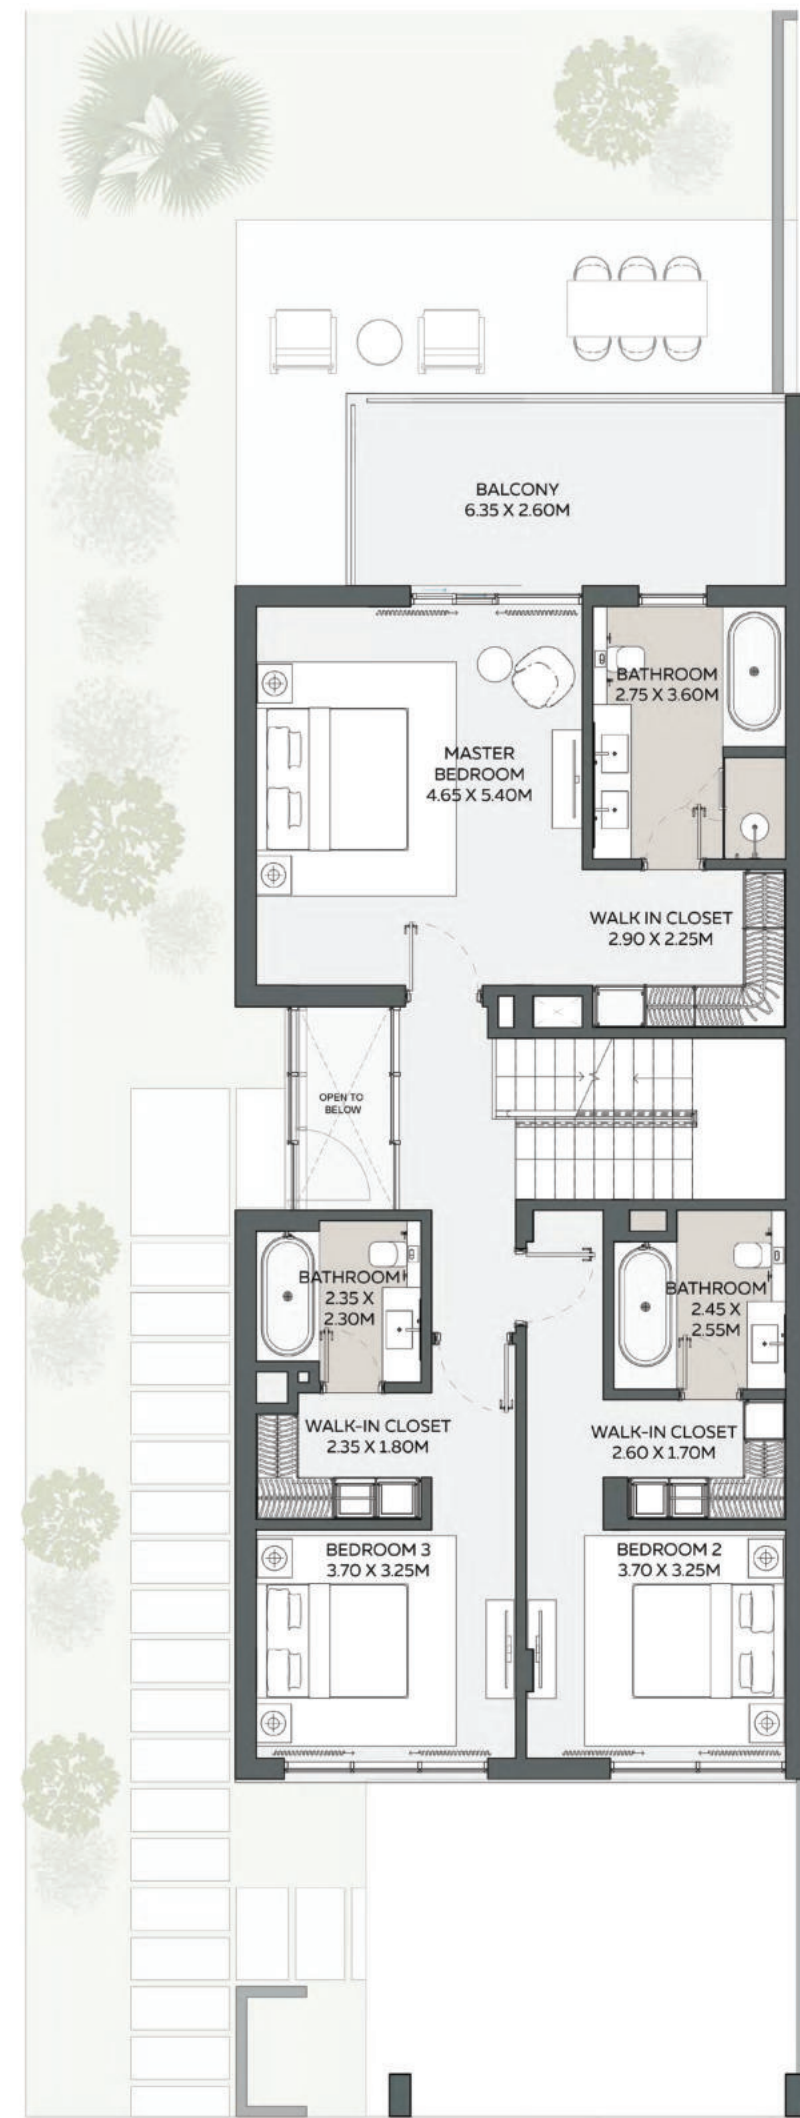 BALCONY
6.35 X 2.60M
BATHROOM
2.75 X 3.60M
MASTER
BEDROOM
4.65 X 5.40M
WALK IN CLOSET
2.90 X 2.25M
OPEN TO
BELOW
BATHROOM
2.35 X
2.30M
BATHROOM
2.45 X
2.55M
WALK-IN CLOSET
2.35 X 1.80M
WALK-IN CLOSET
2.60 X 1.70M
BEDROOM 3
3.70 X 3.25M
BEDROOM 2
3.70 X 3.25M